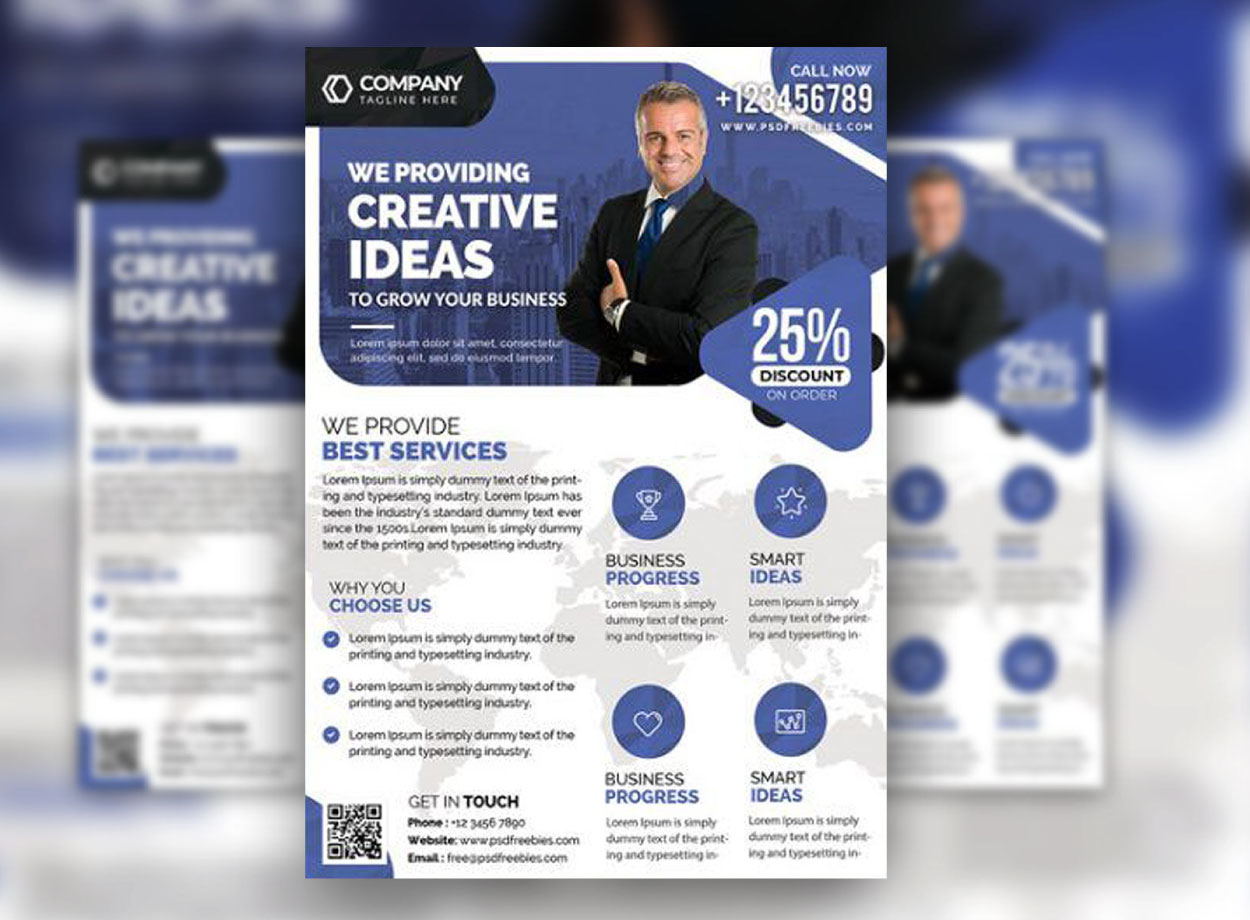 COMPANY
TAGLINE HERE
CALL NOW
+123456789
WWW.PSDFREEBIES.COM
WE PROVIDING
CREATIVE
IDEAS
TO GROW YOUR BUSINESS
Lorem ipsum dolor sit amet, consectetur
adipiscing elit, sed do eiusmod tempor.
25%
DISCOUNT
ON ORDER
WE PROVIDE
BEST SERVICES
Lorem Ipsum is simply dummy text of the print-
ing and typesetting industry. Lorem Ipsum has
been the industry's standard dummy text ever
since the 1500s.Lorem Ipsum is simply dummy
text of the printing and typesetting industry.
WHY YOU
CHOOSE US
Lorem Ipsum is simply dummy text of the
printing and typesetting industry.
Lorem Ipsum is simply dummy text of the
printing and typesetting industry.
Lorem Ipsum is simply dummy text of the
printing and typesetting industry.
GET IN TOUCH
Phone : +12 3456 7890
Website: www.psdfreebies.com
Email : free@psdfreebies.com
BUSINESS
PROGRESS
Lorem Ipsum is simply
dummy text of the print-
ing and typesetting in-
SMART
IDEAS
Lorem Ipsum is simply
dummy text of the print-
ing and typesetting in-
BUSINESS
PROGRESS
Lorem Ipsum is simply
dummy text of the print-
ing and typesetting in-
SMART
IDEAS
Lorem Ipsum is simply
dummy text of the print-
ing and typesetting in-
WE PROVIDING
CREATIVE
IDEAS